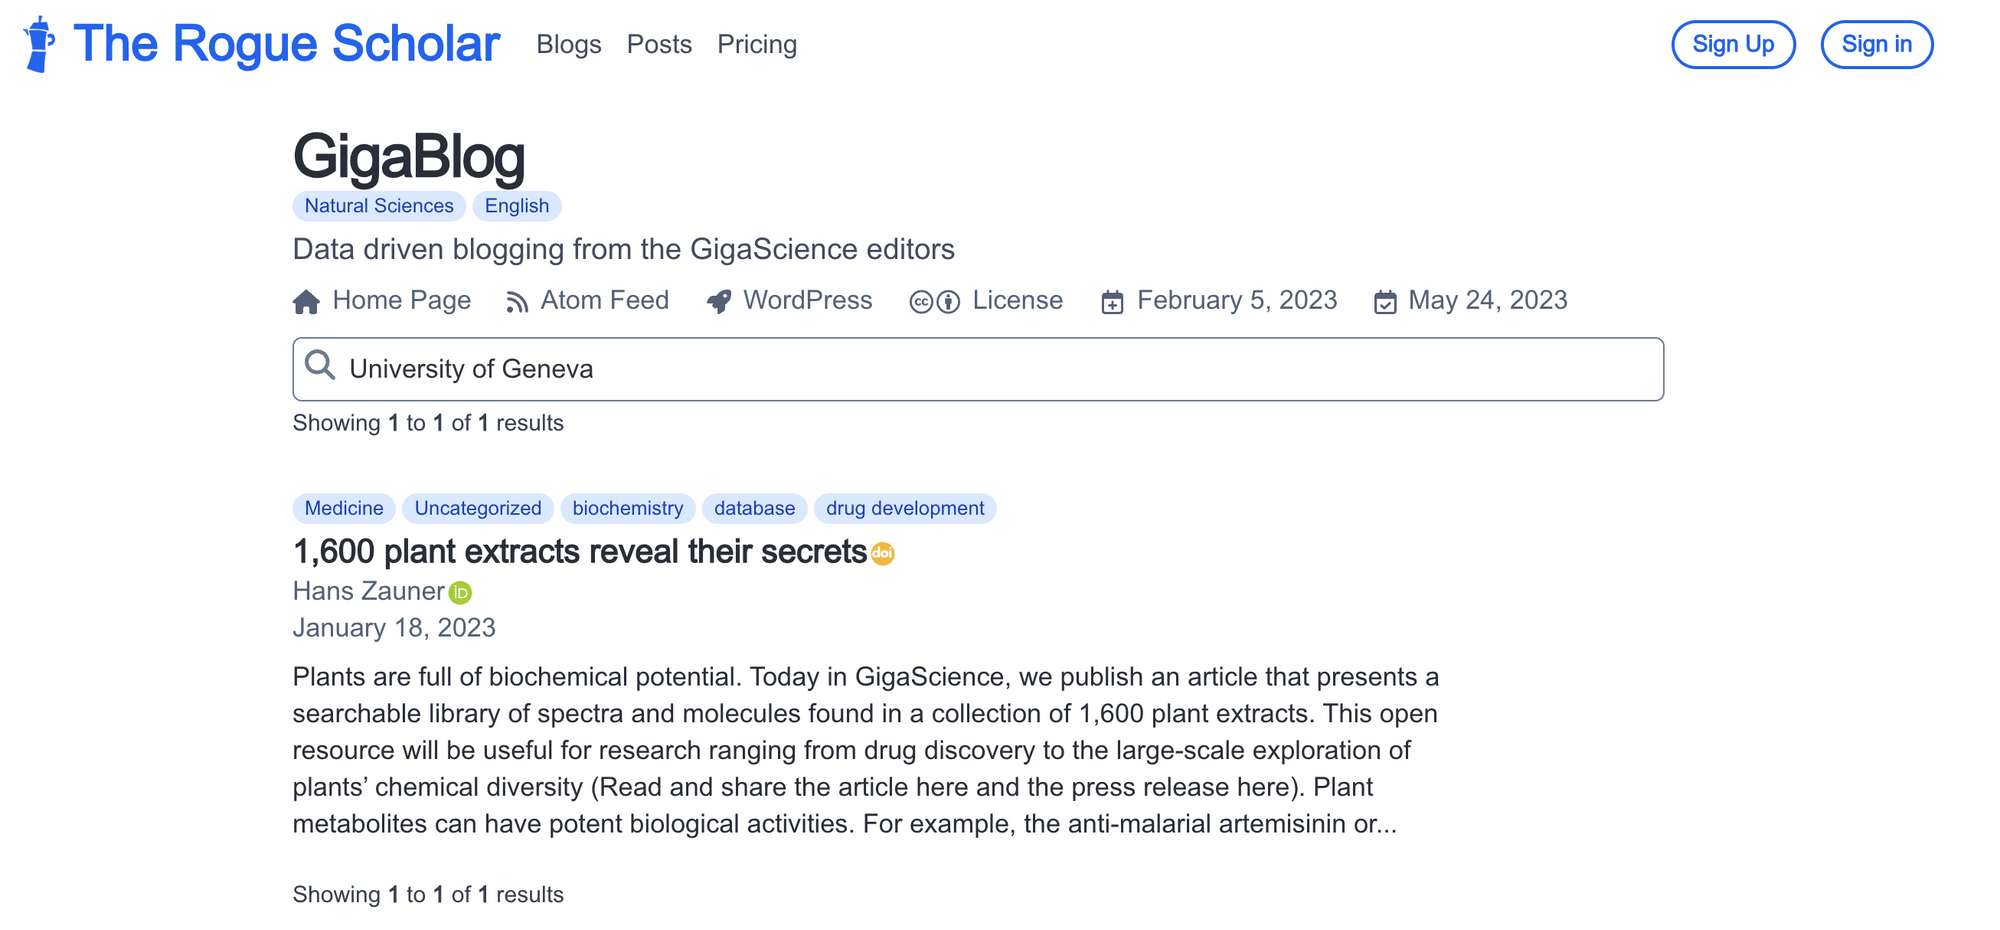 The Rogue Scholar Blogs Posts Pricing Sign Up Sign in
GigaBlog
Natural Sciences English
Data driven blogging from the GigaScience editors
Home Page Atom Feed WordPress License February 5, 2023 May 24, 2023
University of Geneva
Showing 1 to 1 of 1 results
Medicine Uncategorized biochemistry database drug development
1,600 plant extracts reveal their secrets doi
Hans Zauner iD
January 18, 2023
Plants are full of biochemical potential. Today in GigaScience, we publish an article that presents a
searchable library of spectra and molecules found in a collection of 1,600 plant extracts. This open
resource will be useful for research ranging from drug discovery to the large-scale exploration of
plants’ chemical diversity (Read and share the article here and the press release here). Plant
metabolites can have potent biological activities. For example, the anti-malarial artemisinin or...
Showing 1 to 1 of 1 results